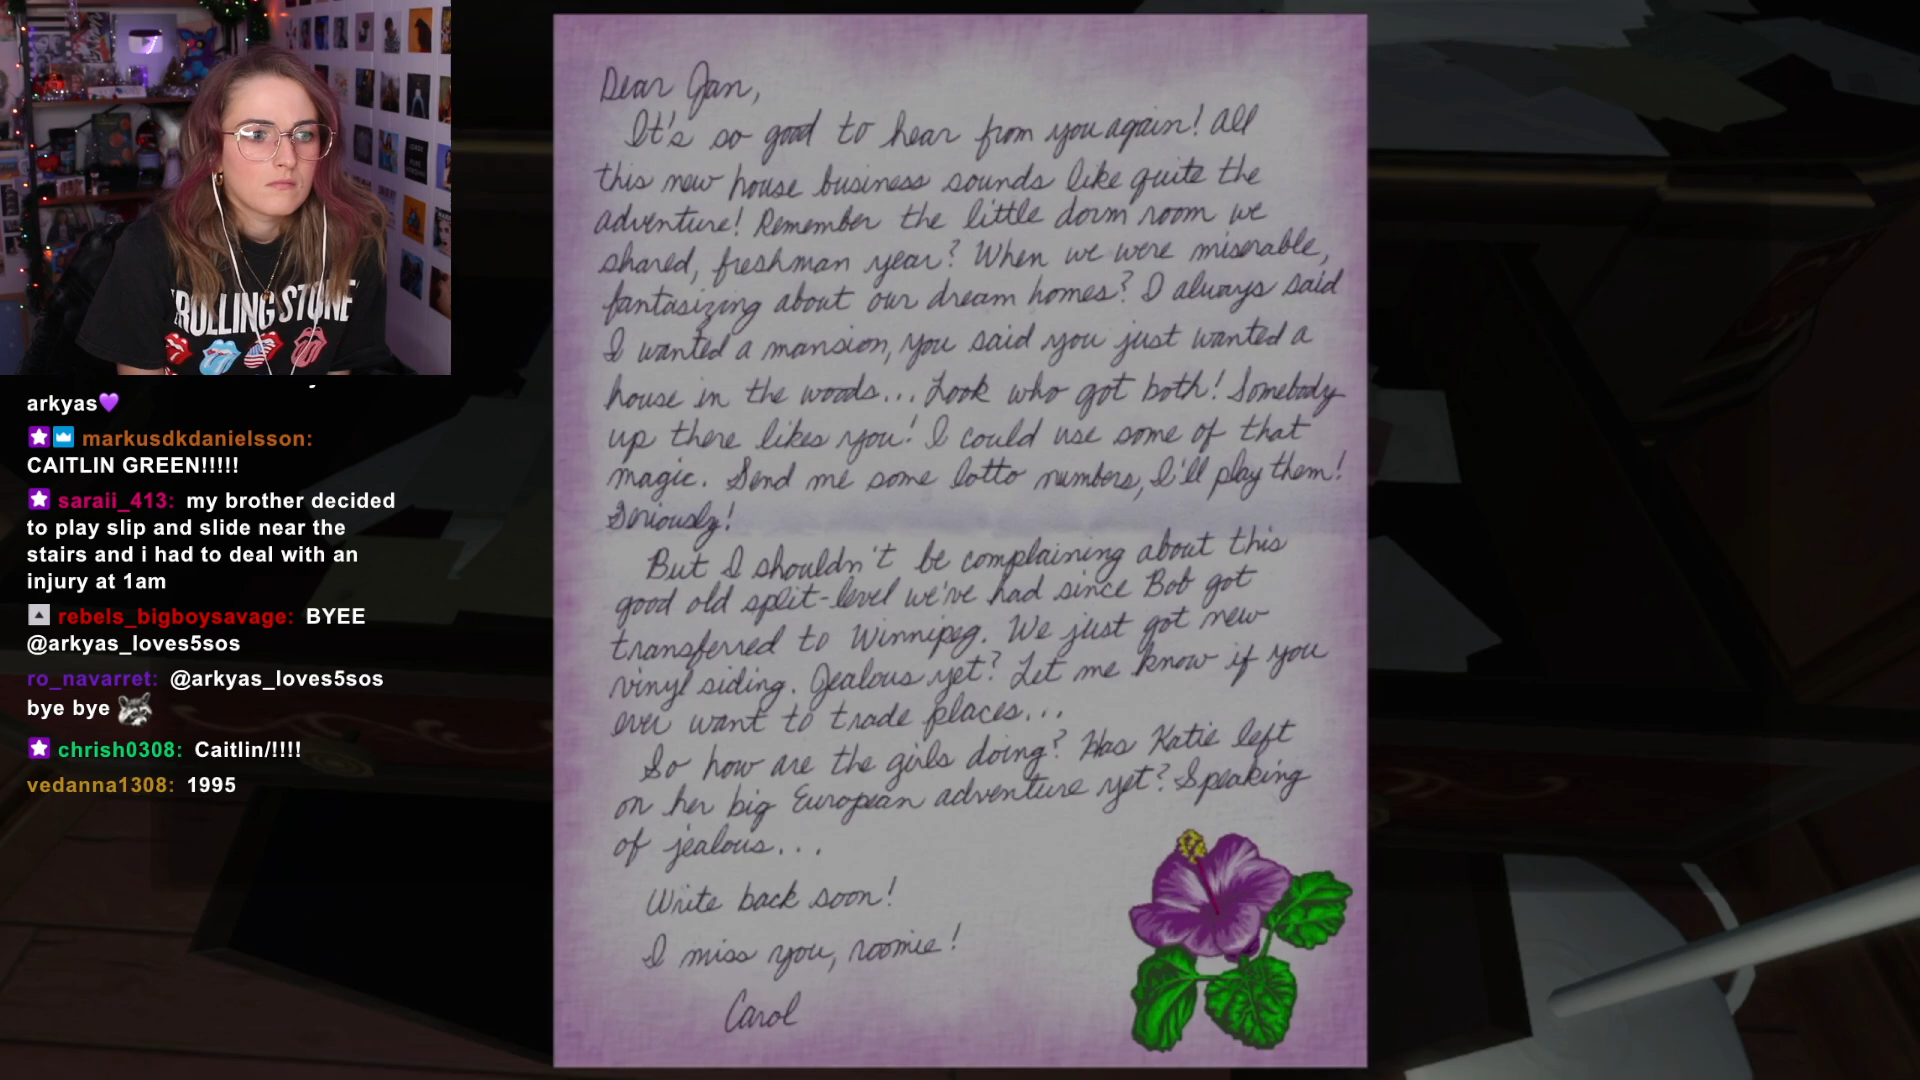 ROLLING STONE
arkyas💜
markusdkdanielsson:
CAITLIN GREEN!!!!!
saraii_413: my brother decided
to play slip and slide near the
stairs and i had to deal with an
injury at 1am
rebels_bigboysavage: BYEE
@arkyas_loves5sos
ro_navarret: @arkyas_loves5sos
bye bye
chrish0308: Caitlin/!!!!
vedanna1308: 1995
Dear Jan,
It's so good to hear from you again! All
this new house business sounds like quite the
adventure! Remember the little dorm room we
shared, freshman year? When we were miserable,
fantasizing about our dream homes? I always said
I wanted a mansion, you said you just wanted a
house in the woods... Look who got both! Somebody
up there likes you! I could use some of that
magic. Send me some lotto numbers, I'll play them!
Seriously!
But I shouldn't be complaining about this
good old split-level we've had since Bob got
transferred to Winnipeg. We just got new
vinyl siding. Jealous yet? Let me know if you
ever want to trade places...
So how are the girls doing? Has Katie left
on her big European adventure yet? Speaking
of jealous...
Write back soon!
I miss you, roomie!
Carol